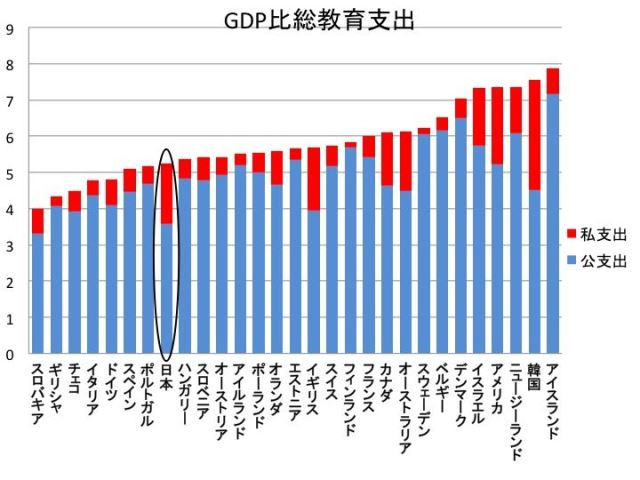 GDP比総教育支出
9
8
7
6
5
4
3
2
1
0
私支出
公支出
スロバキア
ギリシャ
チェコ
イタリア
ドイツ
スペイン
ポルトガル
日本
ハンガリー
スロベニア
オーストリア
アイルランド
ポーランド
オランダ
エストニア
イギリス
スイス
フィンランド
フランス
カナダ
オーストラリア
スウェーデン
ベルギー
デンマーク
イスラエル
アメリカ
ニュージーランド
韓国
アイスランド